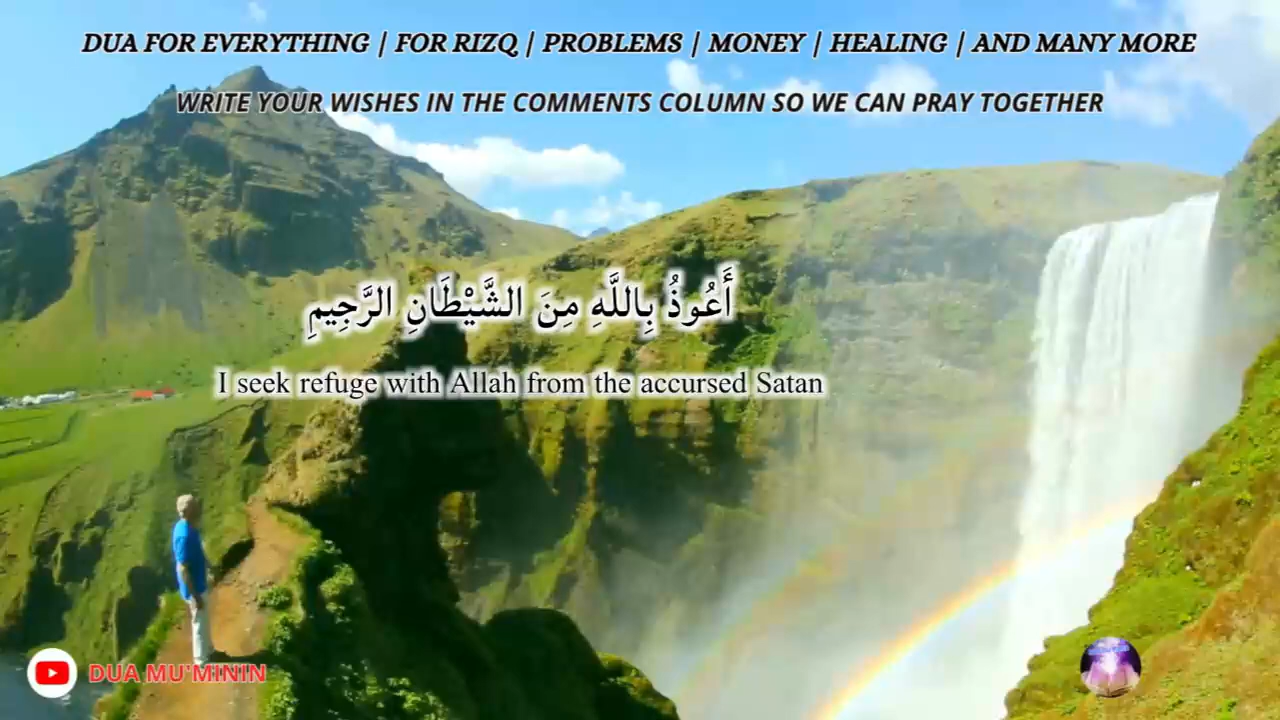 DUA FOR EVERYTHING | FOR RIZQ | PROBLEMS | MONEY | HEALING | AND MANY MORE
WRITE YOUR WISHES IN THE COMMENTS COLUMN SO WE CAN PRAY TOGETHER
أَعُوذُ بِاللَّهِ مِنَ الشَّيْطَانِ الرَّجِيمِ
I seek refuge with Allah from the accursed Satan
DUA MU'MININ